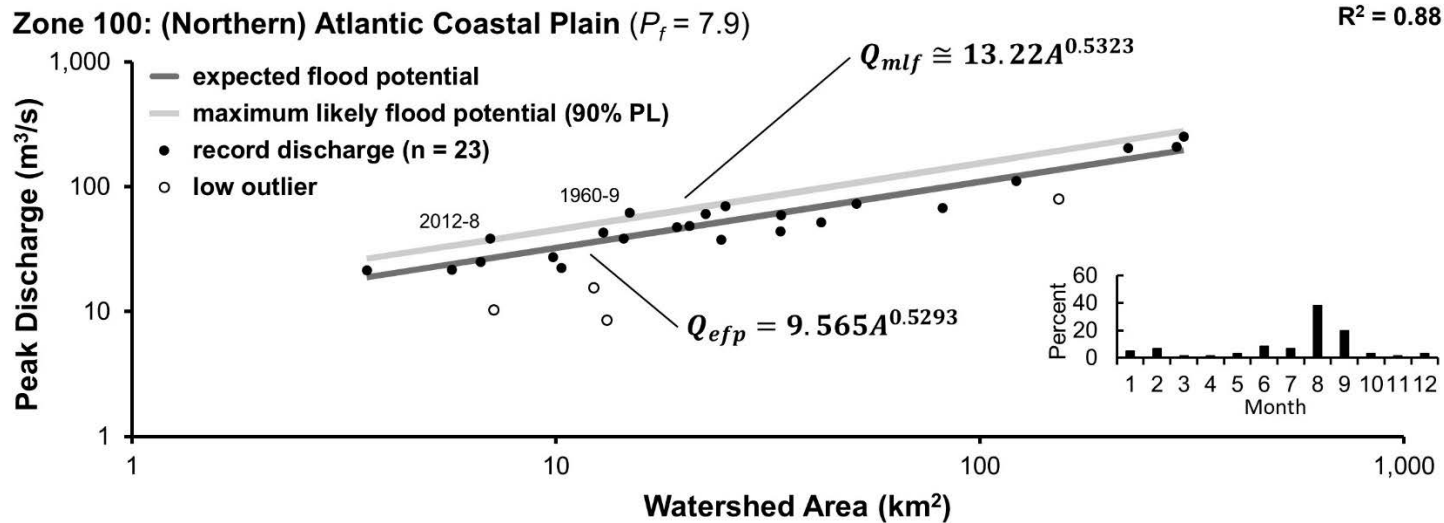 Zone 100: (Northern) Atlantic Coastal Plain (P_f = 7.9)
R² = 0.88
Q_mlf ≅ 13.22A^0.5323
1,000
expected flood potential
maximum likely flood potential (90% PL)
record discharge (n = 23)
low outlier
100
1960-9
2012-8
10
Q_efp = 9.565A^0.5293
1
Peak Discharge (m³/s)
1 10 100 1,000
Watershed Area (km²)
60
40
20
0
Percent
1 2 3 4 5 6 7 8 9 10 11 12
Month